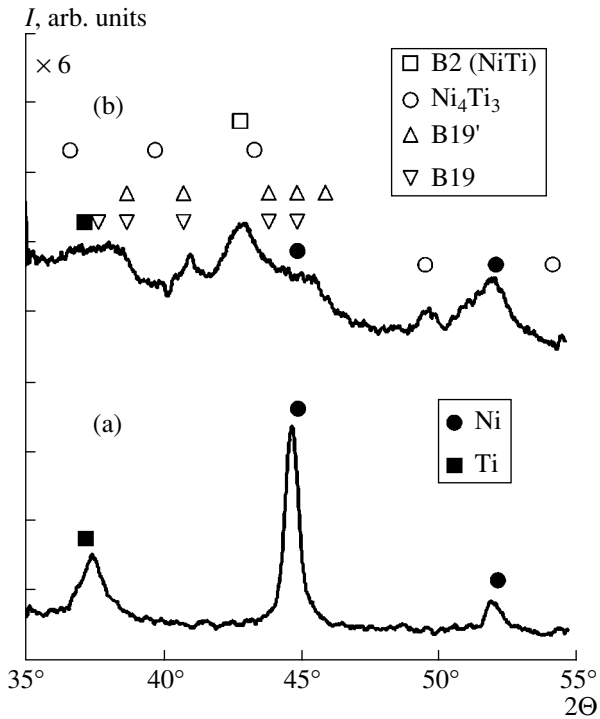 I, arb. units
× 6
(b)
B2 (NiTi)
Ni₄Ti₃
B19'
B19
(a)
Ni
Ti
35° 40° 45° 50° 55°
2Θ